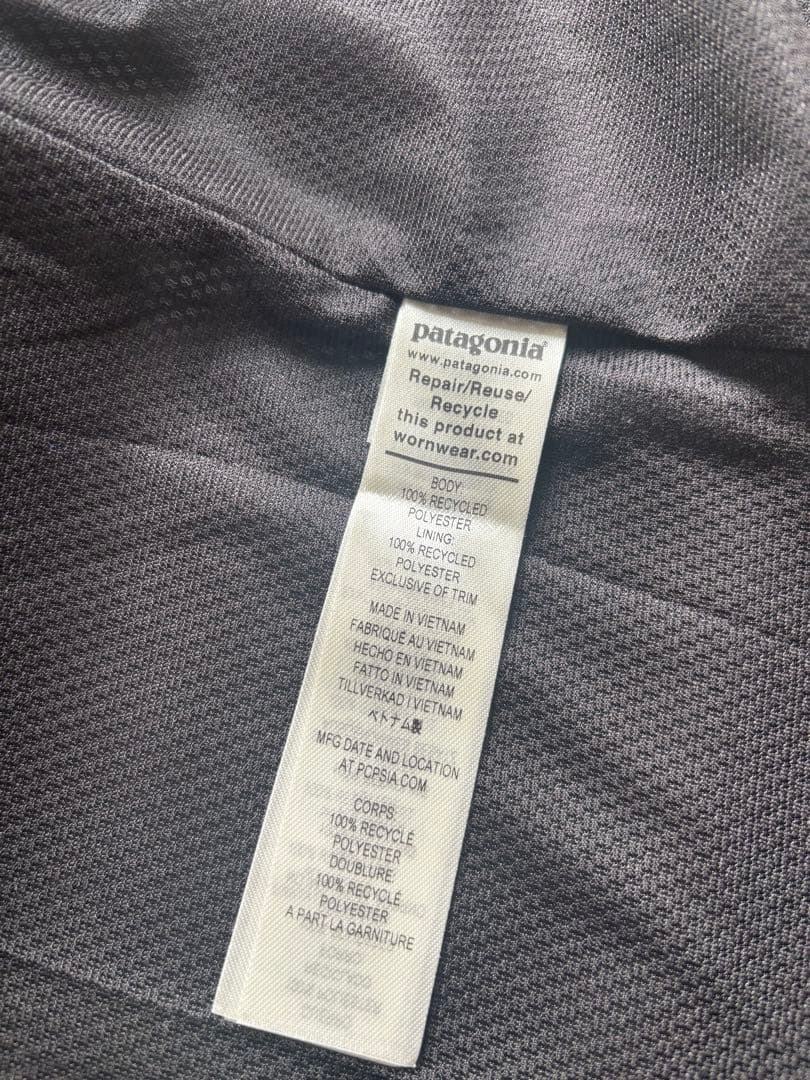 patagonia®
www.patagonia.com
Repair/Reuse/
Recycle
this product at
wornwear.com
BODY:
100% RECYCLED
POLYESTER
LINING:
100% RECYCLED
POLYESTER
EXCLUSIVE OF TRIM
MADE IN VIETNAM
FABRIQUÉ AU VIETNAM
HECHO EN VIETNAM
FATTO IN VIETNAM
TILLVERKAD I VIETNAM
ベトナム製
MFG DATE AND LOCATION
AT PCPSIA.COM
CORPS:
100% RECYCLÉ
POLYESTER
DOUBLURE:
100% RECYCLÉ
POLYESTER
A PART LA GARNITURE